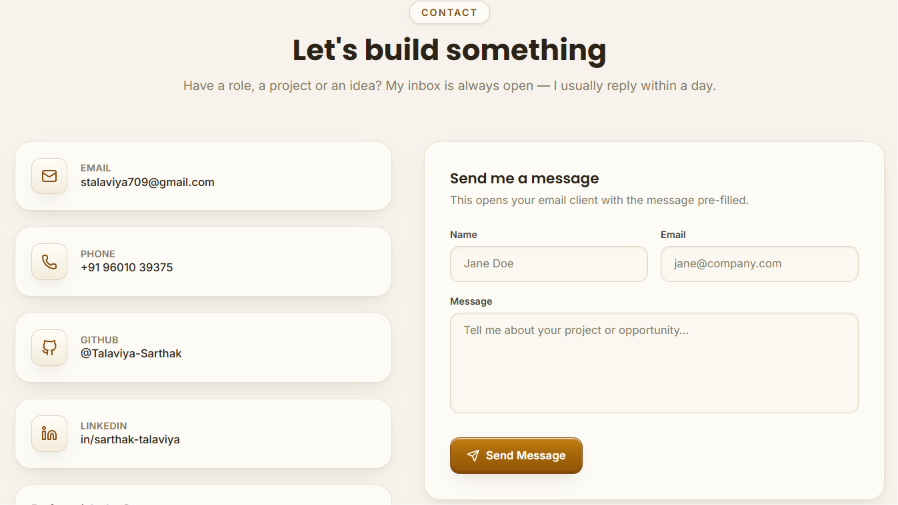 CONTACT
Let's build something
Have a role, a project or an idea? My inbox is always open — I usually reply within a day.
EMAIL
stalaviya709@gmail.com
PHONE
+91 96010 39375
GITHUB
@Talaviya-Sarthak
LINKEDIN
in/sarthak-talaviya
Send me a message
This opens your email client with the message pre-filled.
Name
Email
Jane Doe
jane@company.com
Message
Tell me about your project or opportunity...
Send Message